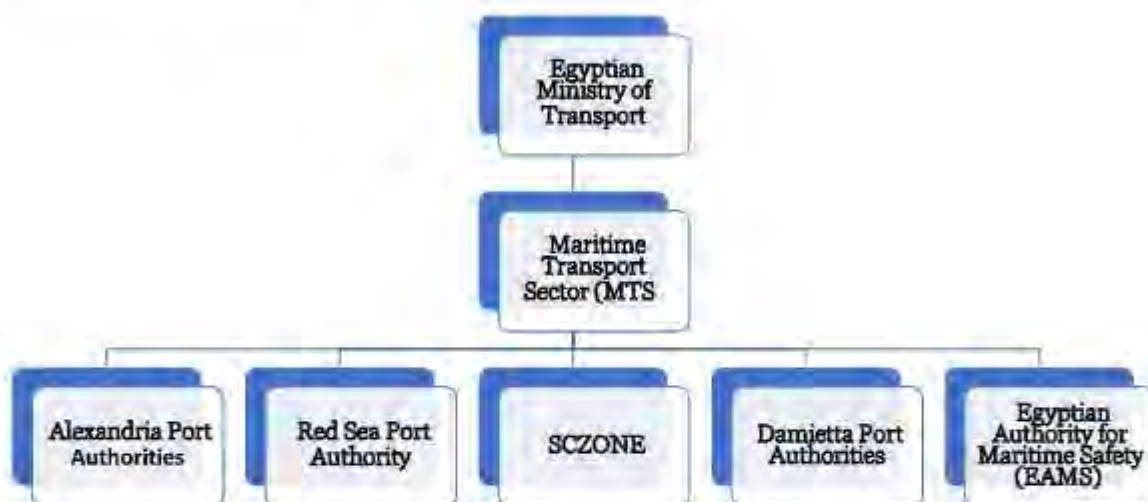 Egyptian
Ministry of
Transport
Maritime
Transport
Sector (MTS
Alexandria Port
Authorities
Red Sea Port
Authority
SCZONE
Damietta Port
Authorities
Egyptian
Authority for
Maritime Safety
(EAMS)